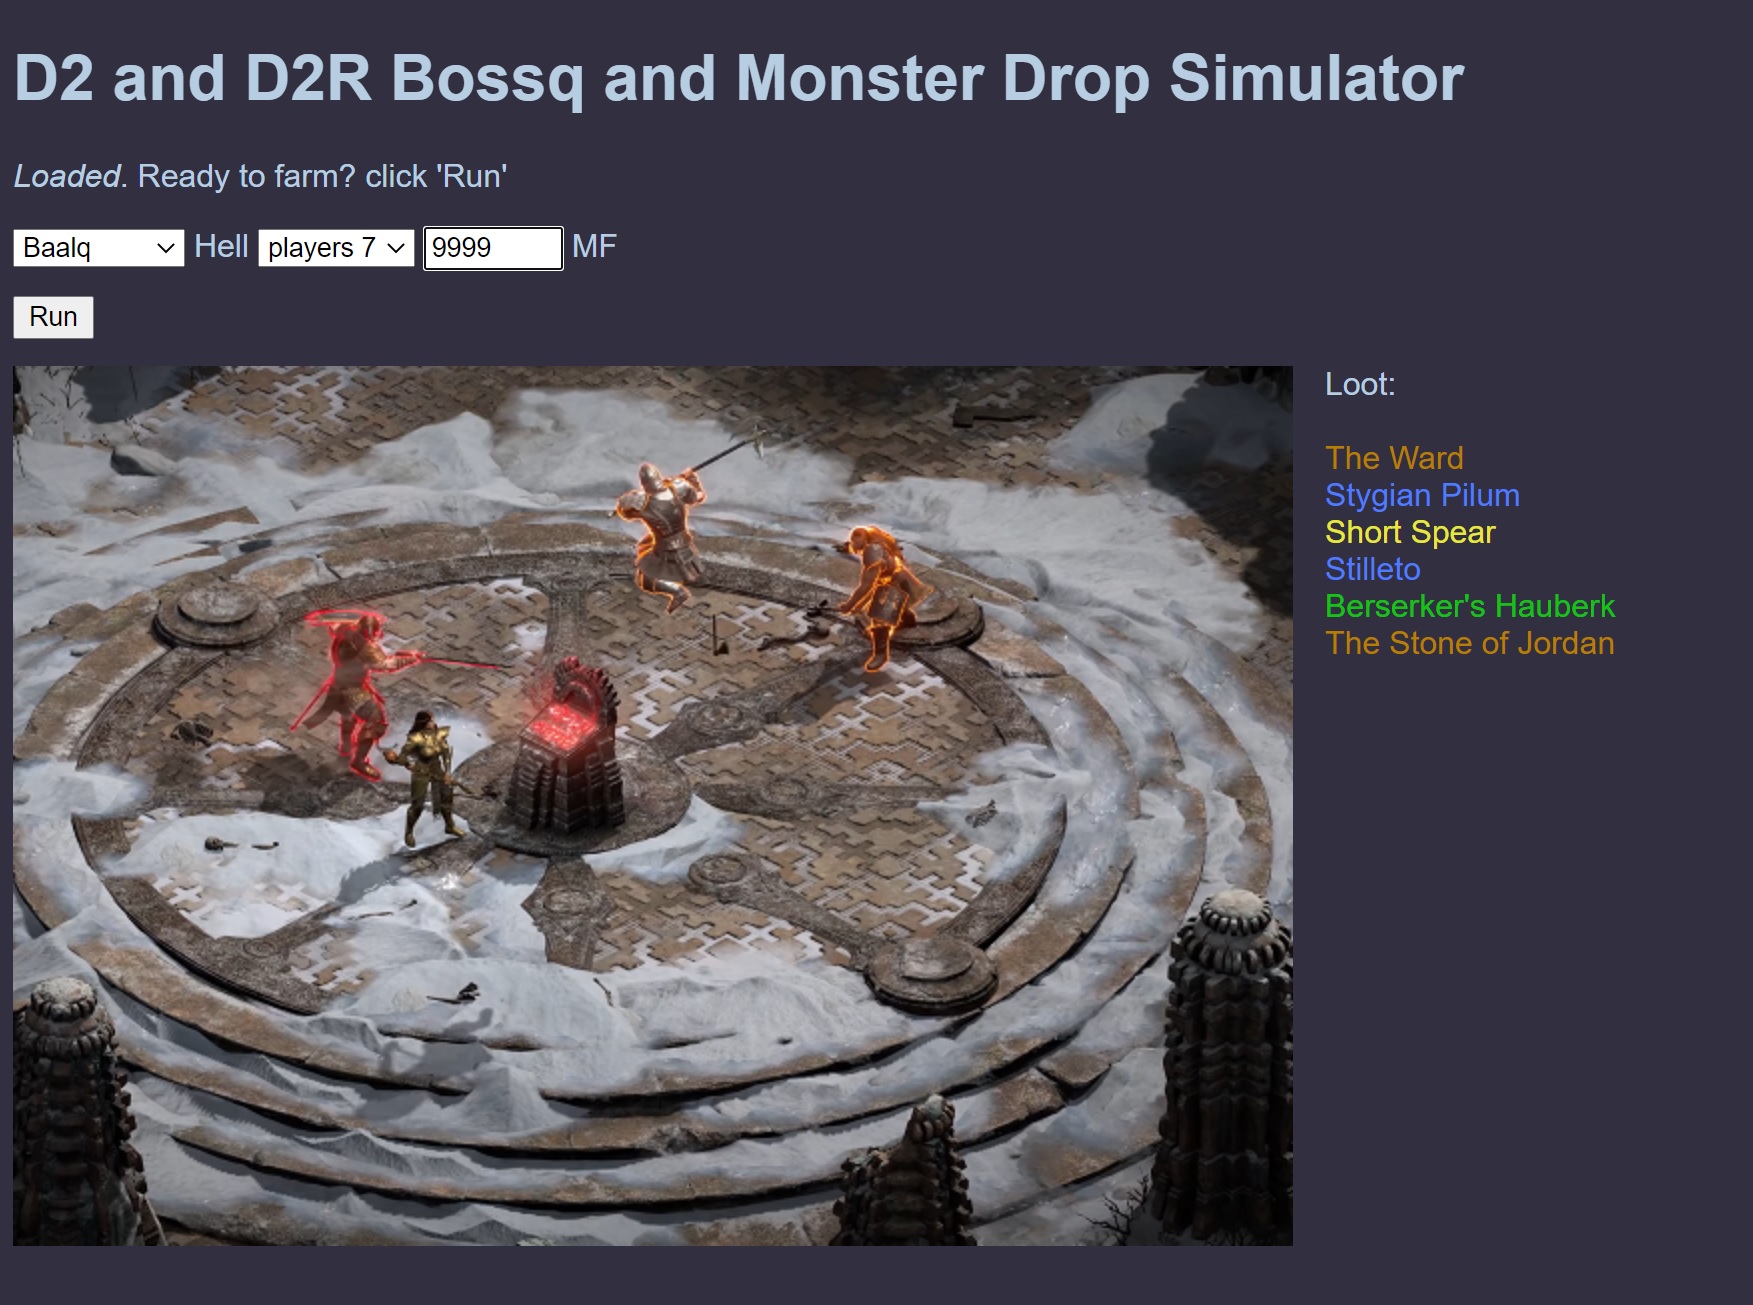 D2 and D2R Bossq and Monster Drop Simulator
Loaded. Ready to farm? click 'Run'
Baalq Hell players 7 9999 MF
Run
Loot:
The Ward
Stygian Pilum
Short Spear
Stilleto
Berserker's Hauberk
The Stone of Jordan